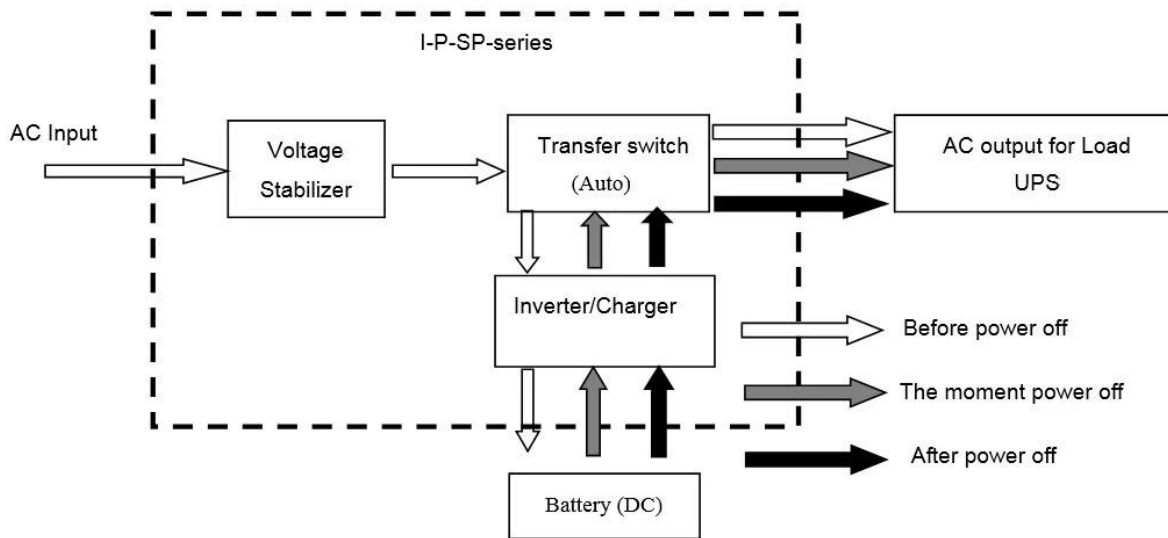 I-P-SP-series
AC Input
Voltage
Stabilizer
Transfer switch
(Auto)
AC output for Load
UPS
Inverter/Charger
Before power off
The moment power off
After power off
Battery (DC)